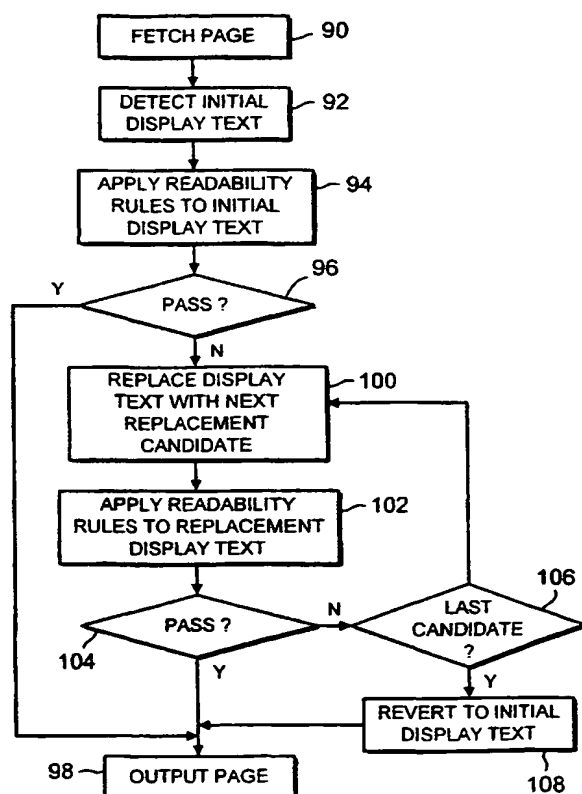 FETCH PAGE
90
DETECT INITIAL
DISPLAY TEXT
92
APPLY READABILITY
RULES TO INITIAL
DISPLAY TEXT
94
96
Y
PASS ?
N
REPLACE DISPLAY
TEXT WITH NEXT
REPLACEMENT
CANDIDATE
100
APPLY READABILITY
RULES TO REPLACEMENT
DISPLAY TEXT
102
PASS ?
104
N
Y
LAST
CANDIDATE
?
106
Y
REVERT TO INITIAL
DISPLAY TEXT
108
98
OUTPUT PAGE